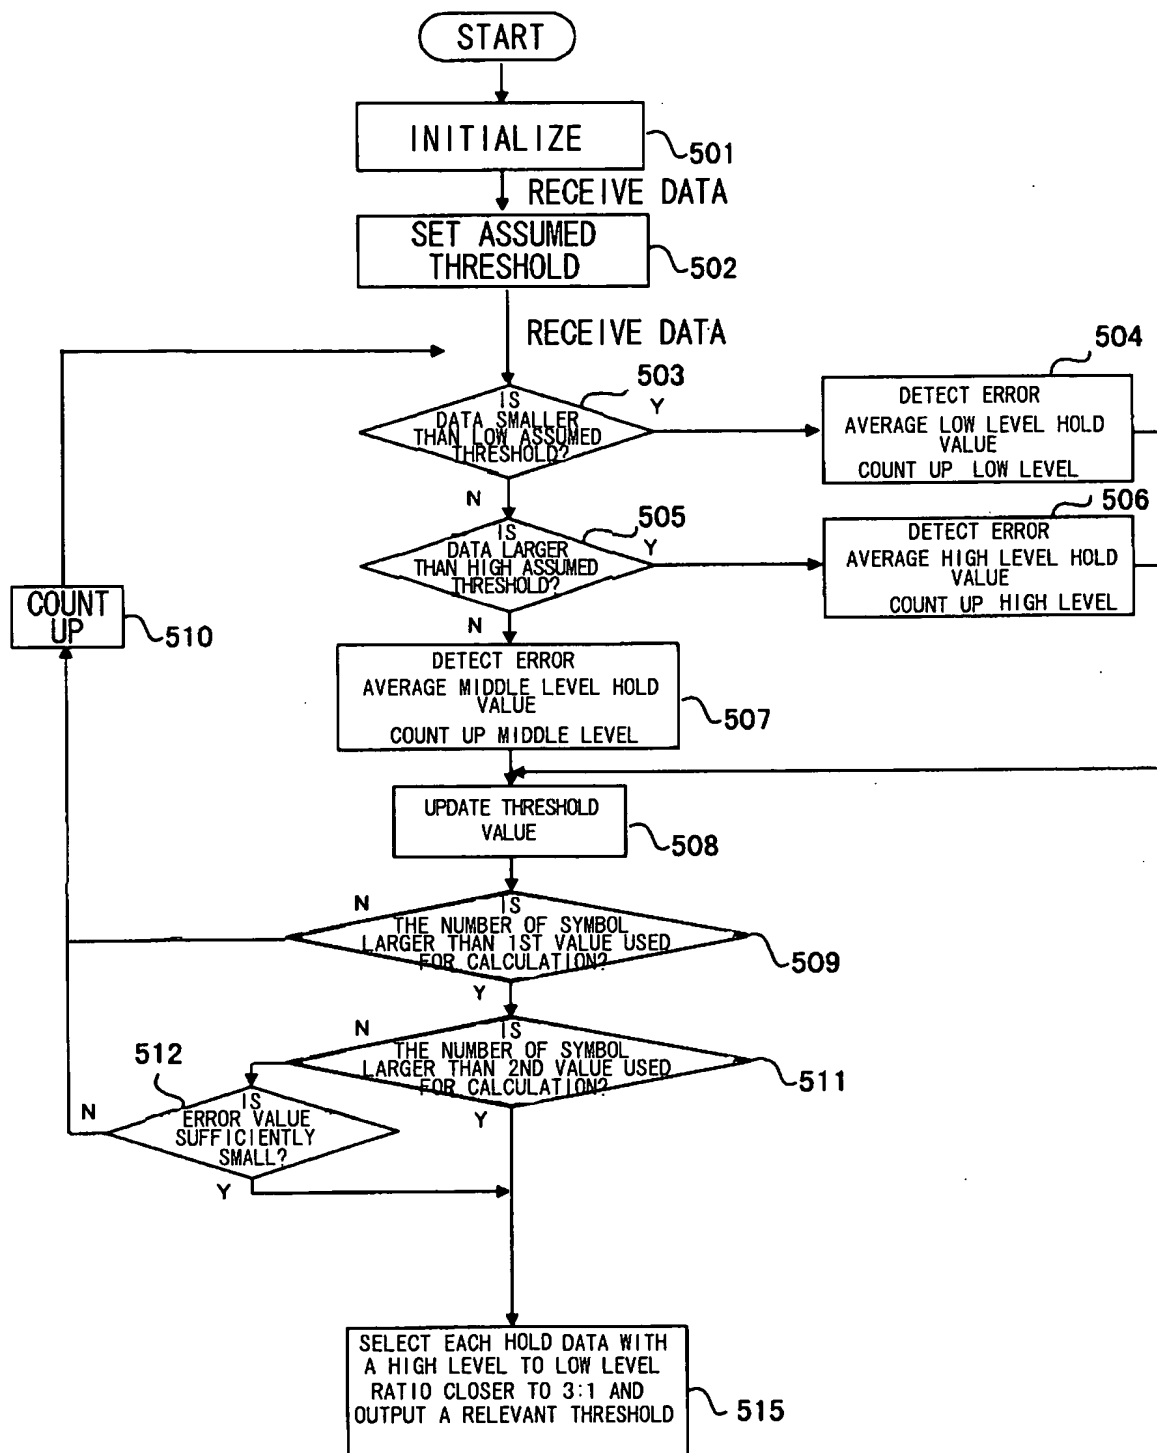 START
INITIALIZE
501
RECEIVE DATA
SET ASSUMED
THRESHOLD
502
RECEIVE DATA
503
IS
DATA SMALLER
THAN LOW ASSUMED
THRESHOLD?
Y
N
504
DETECT ERROR
AVERAGE LOW LEVEL HOLD
VALUE
COUNT UP LOW LEVEL
505
IS
DATA LARGER
THAN HIGH ASSUMED
THRESHOLD?
Y
N
506
DETECT ERROR
AVERAGE HIGH LEVEL HOLD
VALUE
COUNT UP HIGH LEVEL
COUNT
UP
510
DETECT ERROR
AVERAGE MIDDLE LEVEL HOLD
VALUE
COUNT UP MIDDLE LEVEL
507
UPDATE THRESHOLD
VALUE
508
N
IS
THE NUMBER OF SYMBOL
LARGER THAN 1ST VALUE USED
FOR CALCULATION?
509
Y
N
IS
THE NUMBER OF SYMBOL
LARGER THAN 2ND VALUE USED
FOR CALCULATION?
511
Y
512
N
IS
ERROR VALUE
SUFFICIENTLY
SMALL?
Y
SELECT EACH HOLD DATA WITH
A HIGH LEVEL TO LOW LEVEL
RATIO CLOSER TO 3:1 AND
OUTPUT A RELEVANT THRESHOLD
515